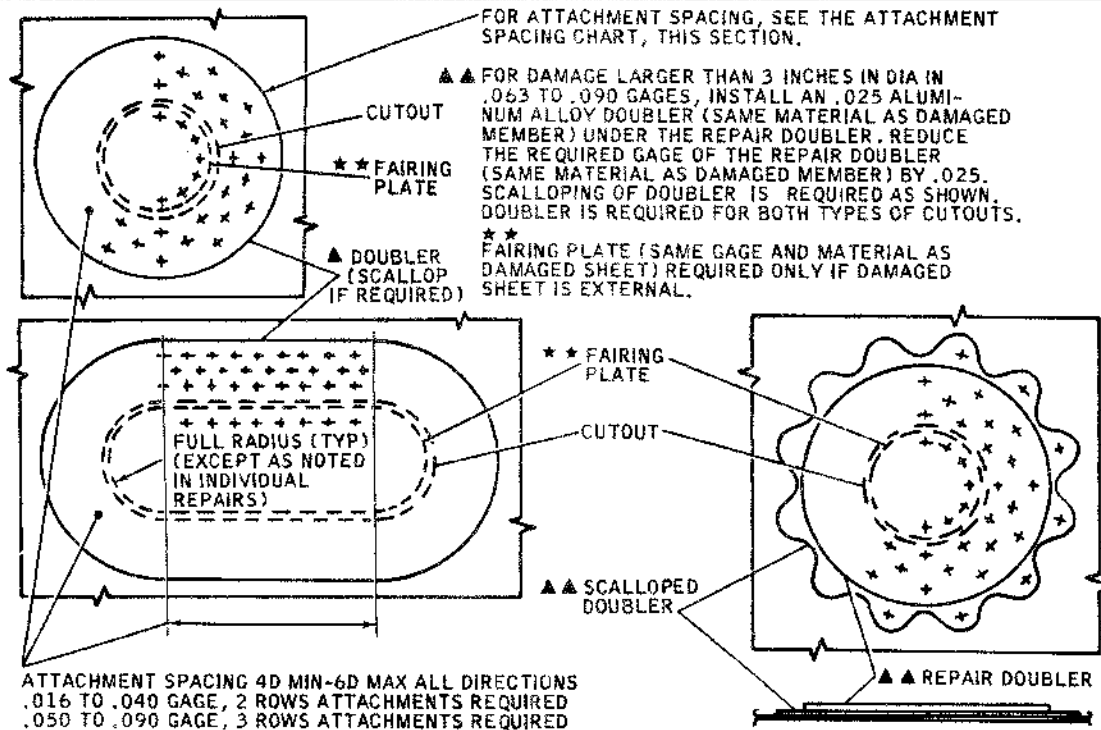 FOR ATTACHMENT SPACING, SEE THE ATTACHMENT
SPACING CHART, THIS SECTION.
▲▲ FOR DAMAGE LARGER THAN 3 INCHES IN DIA IN
.063 TO .090 GAGES, INSTALL AN .025 ALUMI-
NUM ALLOY DOUBLER (SAME MATERIAL AS DAMAGED
MEMBER) UNDER THE REPAIR DOUBLER. REDUCE
THE REQUIRED GAGE OF THE REPAIR DOUBLER
(SAME MATERIAL AS DAMAGED MEMBER) BY .025.
SCALLOPING OF DOUBLER IS REQUIRED AS SHOWN.
DOUBLER IS REQUIRED FOR BOTH TYPES OF CUTOUTS.
★★
FAIRING PLATE (SAME GAGE AND MATERIAL AS
DAMAGED SHEET) REQUIRED ONLY IF DAMAGED
SHEET IS EXTERNAL.
CUTOUT
★★ FAIRING
PLATE
▲ DOUBLER
(SCALLOP
IF REQUIRED)
★★ FAIRING
PLATE
CUTOUT
FULL RADIUS (TYP)
(EXCEPT AS NOTED
IN INDIVIDUAL
REPAIRS)
▲▲ SCALLOPED
DOUBLER
▲▲ REPAIR DOUBLER
ATTACHMENT SPACING 4D MIN-6D MAX ALL DIRECTIONS
.016 TO .040 GAGE, 2 ROWS ATTACHMENTS REQUIRED
.050 TO .090 GAGE, 3 ROWS ATTACHMENTS REQUIRED